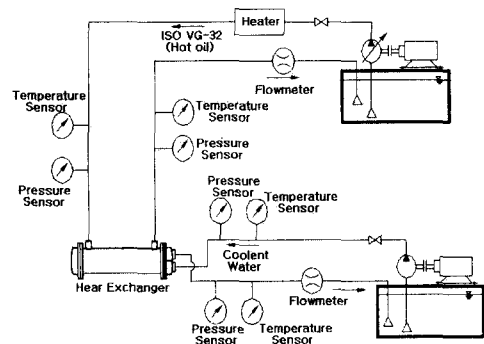 Heater
ISO VG-32
(Hot oil)
Flowmeter
Temperature
Sensor
Temperature
Sensor
Pressure
Sensor
Pressure
Sensor
Pressure
Sensor
Temperature
Sensor
Coolent
Water
Hear Exchanger
Flowmeter
Pressure
Sensor
Temperature
Sensor